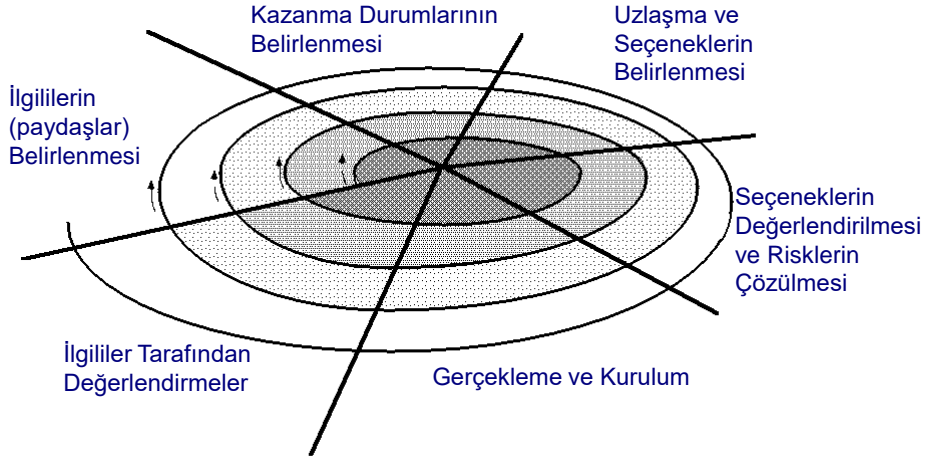 Kazanma Durumlarının
Belirlenmesi
Uzlaşma ve
Seçeneklerin
Belirlenmesi
İlgililerin
(paydaşlar)
Belirlenmesi
Seçeneklerin
Değerlendirilmesi
ve Risklerin
Çözülmesi
İlgililer Tarafından
Değerlendirmeler
Gerçekleme ve Kurulum